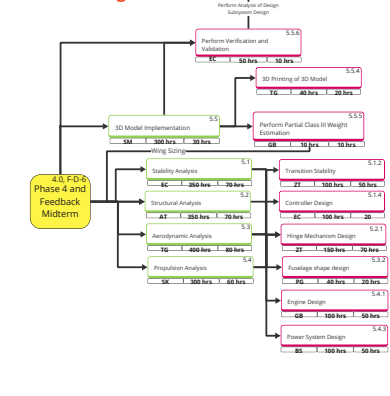 Perform Analysis of Design
Subsystem Design
5.5.6
Perform Verification and
Validation
EC 50 hrs 10 hrs
5.5.4
3D Printing of 3D Model
TG 40 hrs 20 hrs
5.5
3D Model Implementation
SM 300 hrs 30 hrs
5.5.5
Perform Partial Class III Weight
Estimation
GB 10 hrs 10 hrs
Wing Sizing
4.0, F-D-6
Phase 4 and
Feedback
Midterm
5.1
Stability Analysis
EC 350 hrs 70 hrs
5.1.2
Transition Stability
ZT 100 hrs 50 hrs
5.2
Structural Analysis
AT 350 hrs 70 hrs
5.1.4
Controller Design
EC 100 hrs 20
5.3
Aerodynamic Analysis
TG 400 hrs 80 hrs
5.2.1
Hinge Mechanism Design
ZT 150 hrs 70 hrs
5.4
Propulsion Analysis
SK 300 hrs 60 hrs
5.3.2
Fuselage shape design
PG 40 hrs 20 hrs
5.4.1
Engine Design
GB 100 hrs 50 hrs
5.4.3
Power System Design
BS 100 hrs 50 hrs